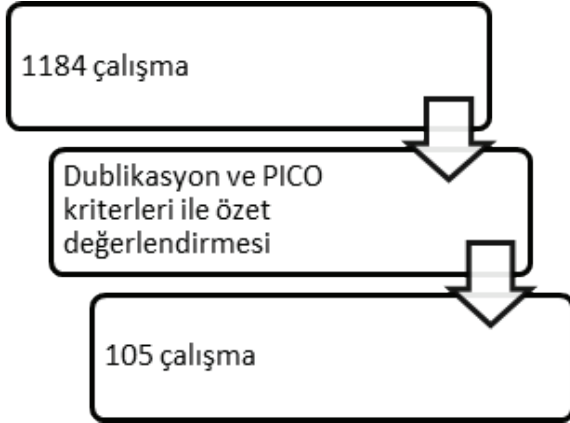 1184 çalışma
Dublikasyon ve PICO
kriterleri ile özet
değerlendirmesi
105 çalışma